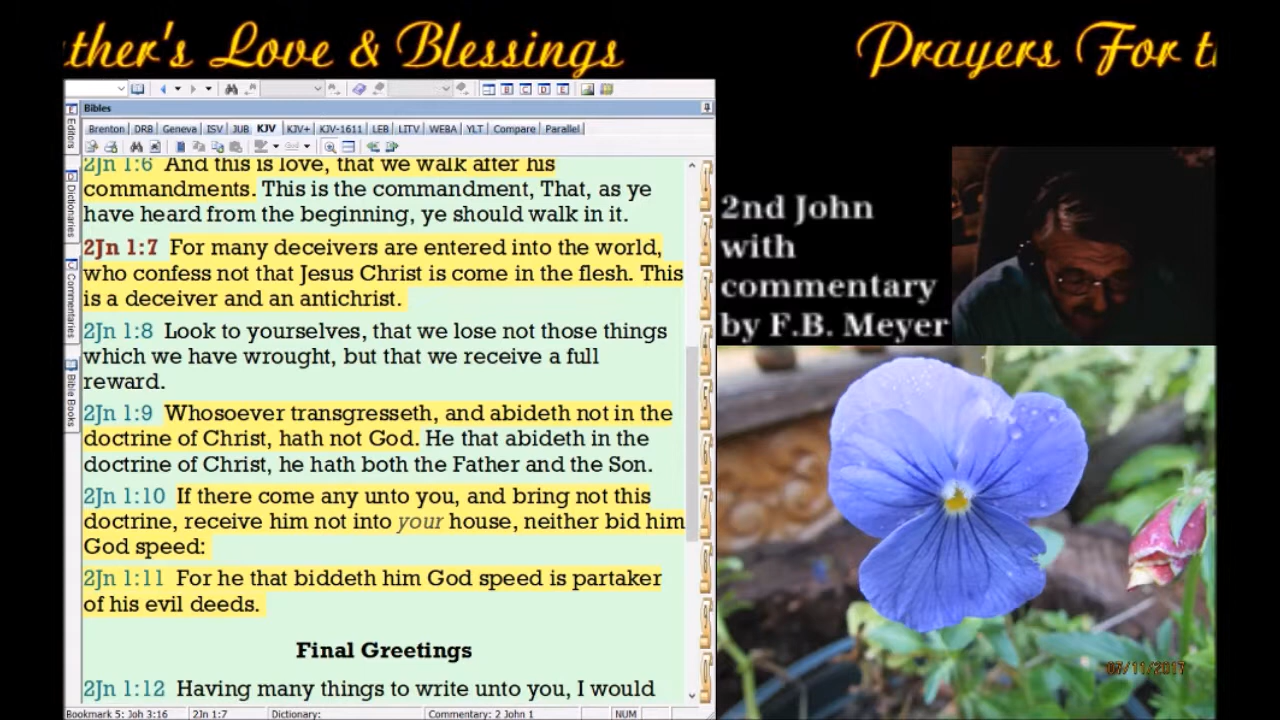 ther's Love & Blessings
Prayers For t
Bibles
Brenton DRB Geneva ISV JUB KJV KJV+ KJV-1611 LEB LITV WEBA YLT Compare Parallel
Editors
Dictionaries
Commentaries
Bible Books
2Jn 1:6 And this is love, that we walk after his
commandments. This is the commandment, That, as ye
have heard from the beginning, ye should walk in it.
2Jn 1:7 For many deceivers are entered into the world,
who confess not that Jesus Christ is come in the flesh. This
is a deceiver and an antichrist.
2Jn 1:8 Look to yourselves, that we lose not those things
which we have wrought, but that we receive a full
reward.
2Jn 1:9 Whosoever transgresseth, and abideth not in the
doctrine of Christ, hath not God. He that abideth in the
doctrine of Christ, he hath both the Father and the Son.
2Jn 1:10 If there come any unto you, and bring not this
doctrine, receive him not into your house, neither bid him
God speed:
2Jn 1:11 For he that biddeth him God speed is partaker
of his evil deeds.
Final Greetings
2Jn 1:12 Having many things to write unto you, I would
Bookmark 5: Joh 3:16 2Jn 1:7 Dictionary: Commentary: 2 John 1 NUM
2nd John
with
commentary
by F.B. Meyer
07/11/2017